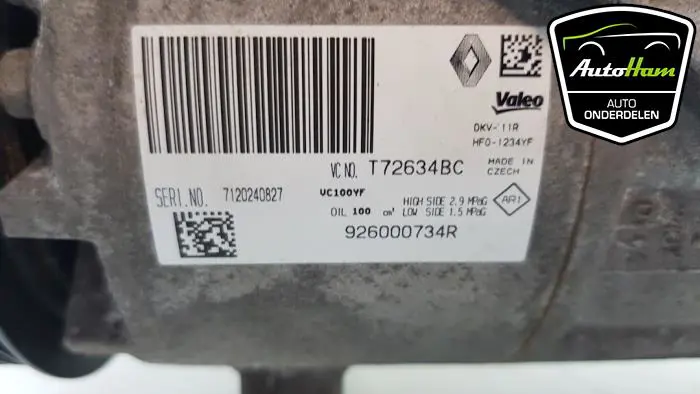 AutoHam
AUTO
ONDERDELEN
Valeo
DKV-11R
HFO-1234YF
VC NO. T72634BC
MADE IN
CZECH
SERI.NO. 7120240827
VC100YF
HIGH SIDE 2.9 MPaG
OIL 100 cm³ LOW SIDE 1.5 MPaG
AR1
926000734R